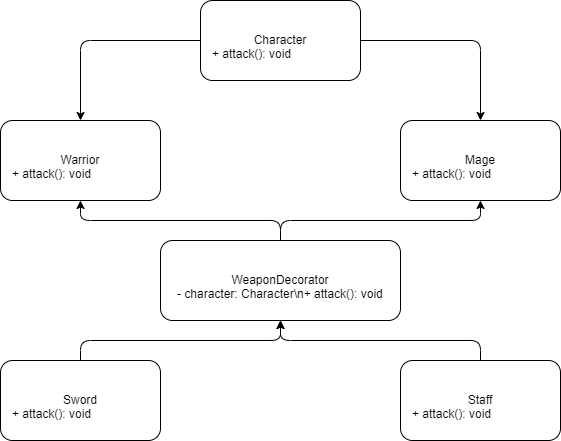 Character
+ attack(): void
Warrior
+ attack(): void
Mage
+ attack(): void
WeaponDecorator
- character: Character\n+ attack(): void
Sword
+ attack(): void
Staff
+ attack(): void